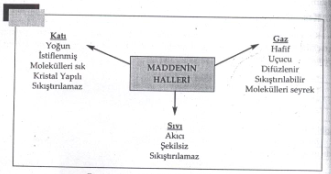 Katı
Yoğun
İstiflenmiş
Molekülleri sık
Kristal Yapılı
Sıkıştırılamaz
MADDENİN
HALLERİ
Gaz
Hafif
Uçucu
Difüzlenir
Sıkıştırılabilir
Molekülleri seyrek
Sıvı
Akıcı
Şekilsiz
Sıkıştırılamaz